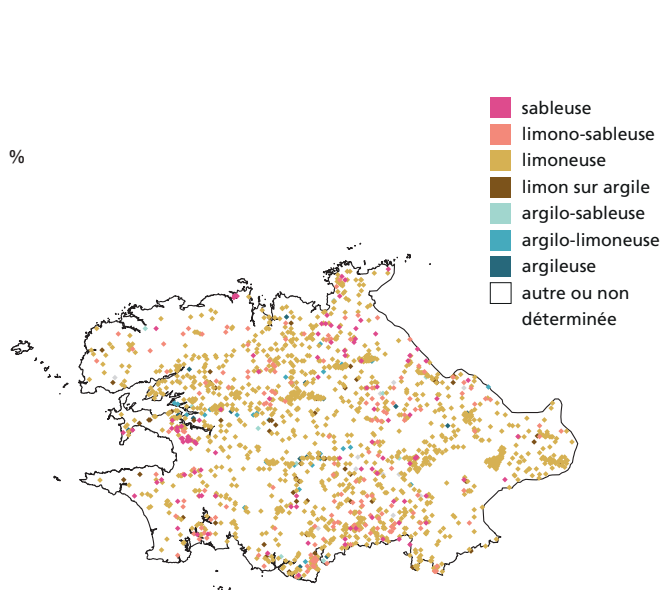 sableuse
limono-sableuse
%
limoneuse
limon sur argile
argilo-sableuse
argilo-limoneuse
argileuse
autre ou non
déterminée